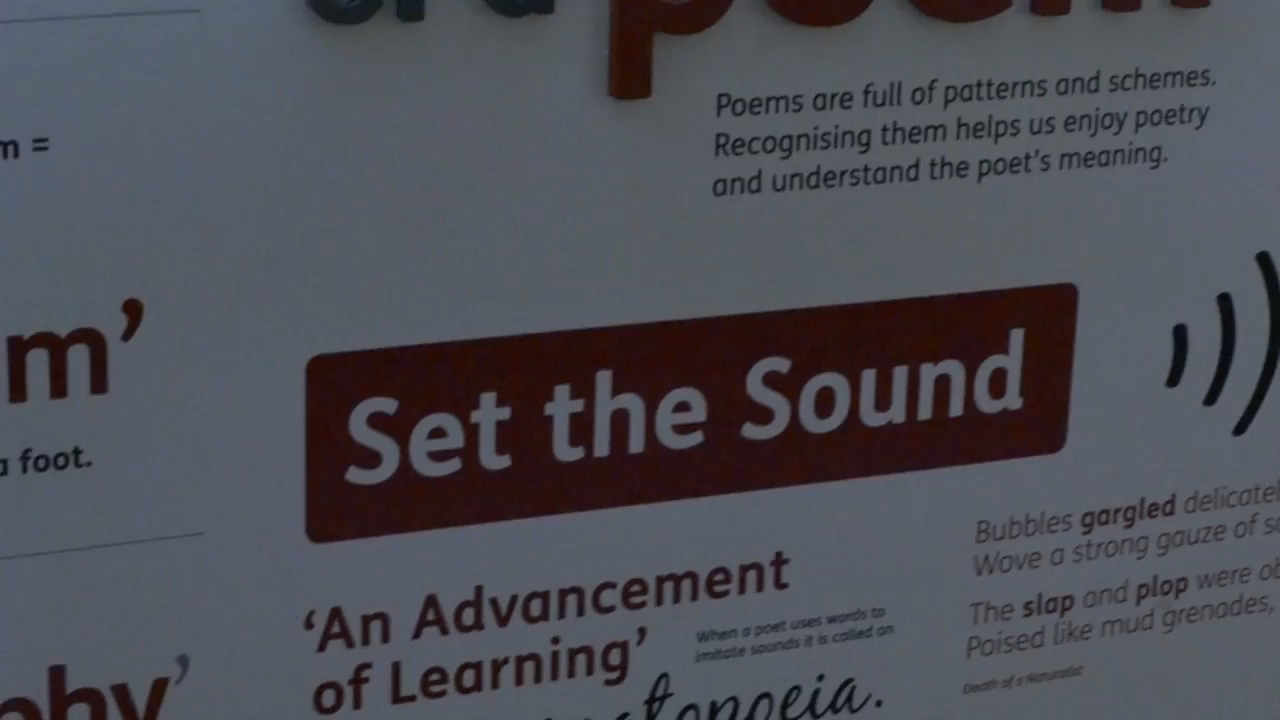 poem
Poems are full of patterns and schemes.
Recognising them helps us enjoy poetry
and understand the poet's meaning.
m =
m'
a foot.
Set the Sound
'An Advancement
of Learning'
When a poet uses words to
imitate sounds it is called an
Bubbles gargled
Wove a strong gauze of
The slap and plop were
Poised like mud grenades,
Death of a Naturalist
phy'